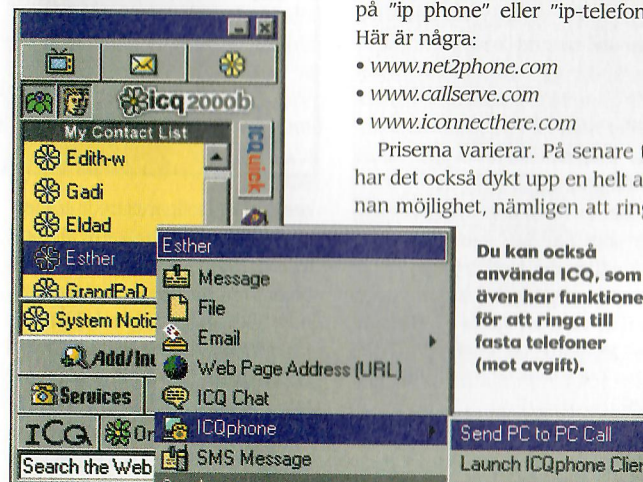 på "ip phone" eller "ip-telefon
Här är några:
• www.net2phone.com
• www.callserve.com
• www.iconnecthere.com
Priserna varierar. På senare t
har det också dykt upp en helt a
nan möjlighet, nämligen att ring
icq2000b
My Contact List
ICQuick
Edith-w
Gadi
Eldad
Esther
GrandPaD
System Notic
Add/Inv
Services
ICQ
Search the Web
Esther
Message
File
Email
Web Page Address (URL)
ICQ Chat
ICQphone
SMS Message
Send PC to PC Call
Launch ICQphone Clien
Du kan också
använda ICQ, som
även har funktione
för att ringa till
fasta telefoner
(mot avgift).